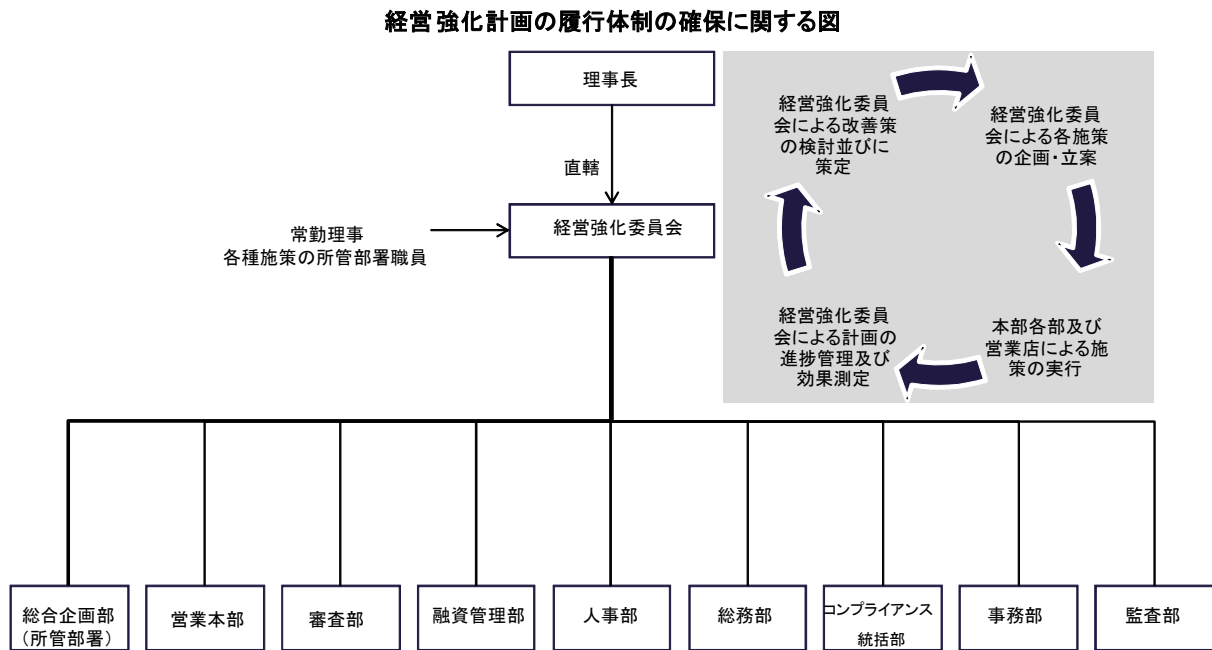 経営強化計画の履行体制の確保に関する図
理事長
直轄
経営強化委員会
常勤理事
各種施策の所管部署職員
経営強化委員
会による改善策
の検討並びに
策定
経営強化委員
会による各施策
の企画・立案
経営強化委員
会による計画の
進捗管理及び
効果測定
本部各部及び
営業店による施
策の実行
総合企画部
（所管部署）
営業本部
審査部
融資管理部
人事部
総務部
コンプライアンス
統括部
事務部
監査部